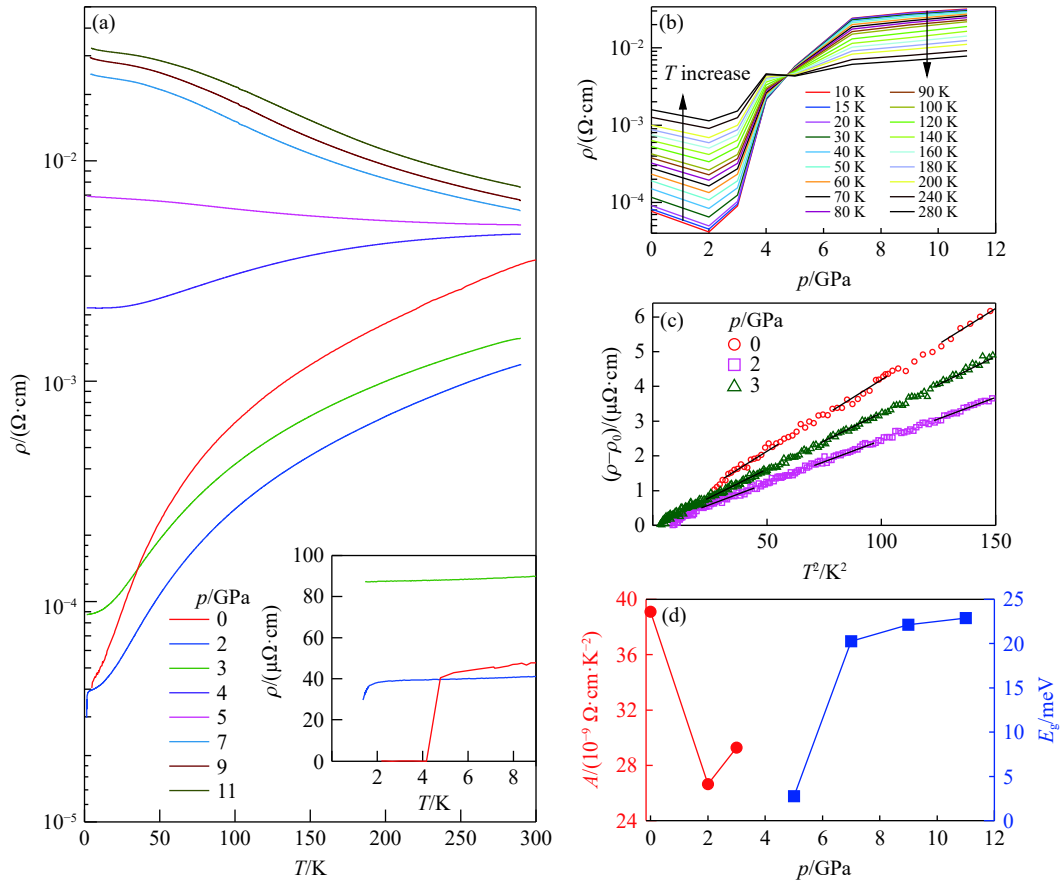 (a)
ρ/(Ω·cm)
10⁻²
10⁻³
10⁻⁴
10⁻⁵
0 50 100 150 200 250 300
T/K
p/GPa
0
2
3
4
5
7
9
11
ρ/(μΩ·cm)
100
80
60
40
20
0
2 4 6 8
T/K
(b)
ρ/(Ω·cm)
10⁻²
10⁻³
10⁻⁴
T increase
10 K 90 K
15 K 100 K
20 K 120 K
30 K 140 K
40 K 160 K
50 K 180 K
60 K 200 K
70 K 240 K
80 K 280 K
0 2 4 6 8 10 12
p/GPa
(c)
(ρ−ρ₀)/(μΩ·cm)
6
5
4
3
2
1
0
p/GPa
0
2
3
50 100 150
T²/K²
(d)
A/(10⁻⁹ Ω·cm·K⁻²)
40
36
32
28
24
25
20
15
10
5
0
E₉/meV
0 2 4 6 8 10 12 14
p/GPa